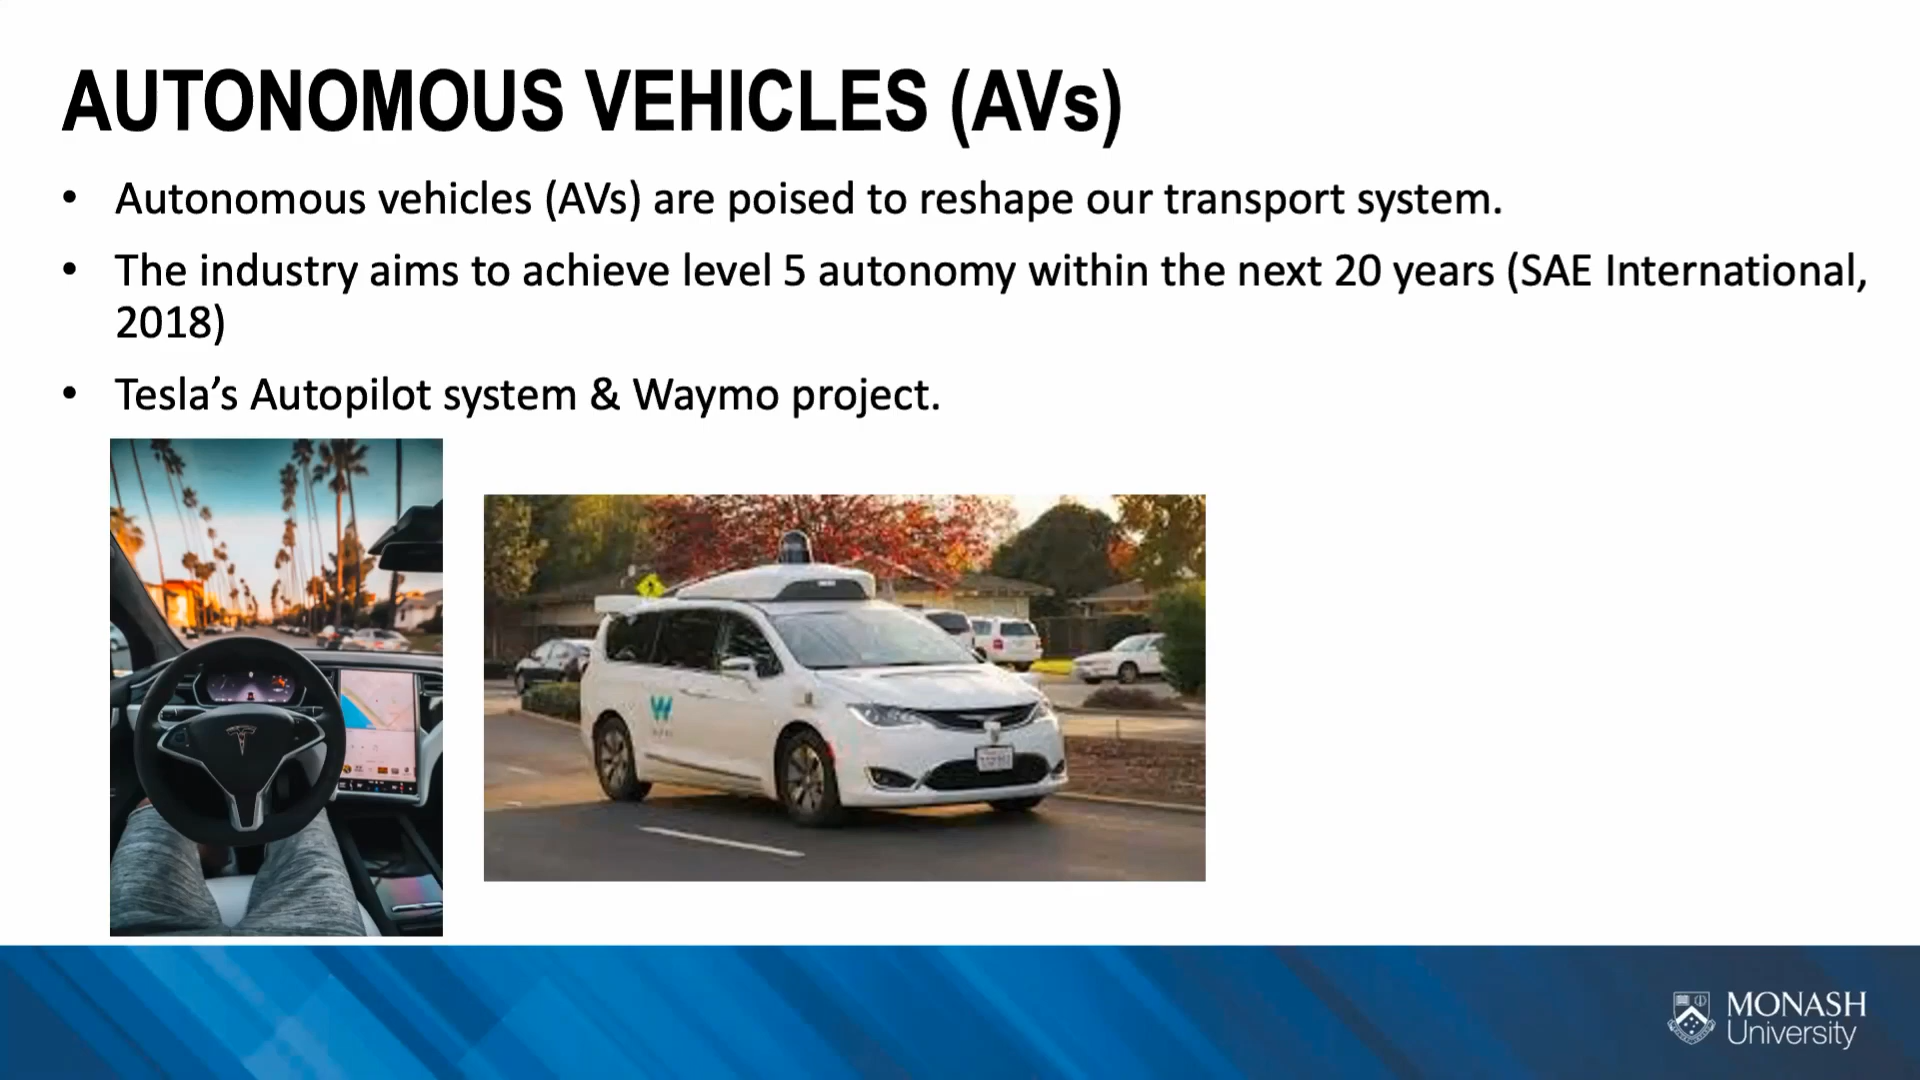 AUTONOMOUS VEHICLES (AVs)
• Autonomous vehicles (AVs) are poised to reshape our transport system.
• The industry aims to achieve level 5 autonomy within the next 20 years (SAE International,
2018)
• Tesla’s Autopilot system & Waymo project.
MONASH
University